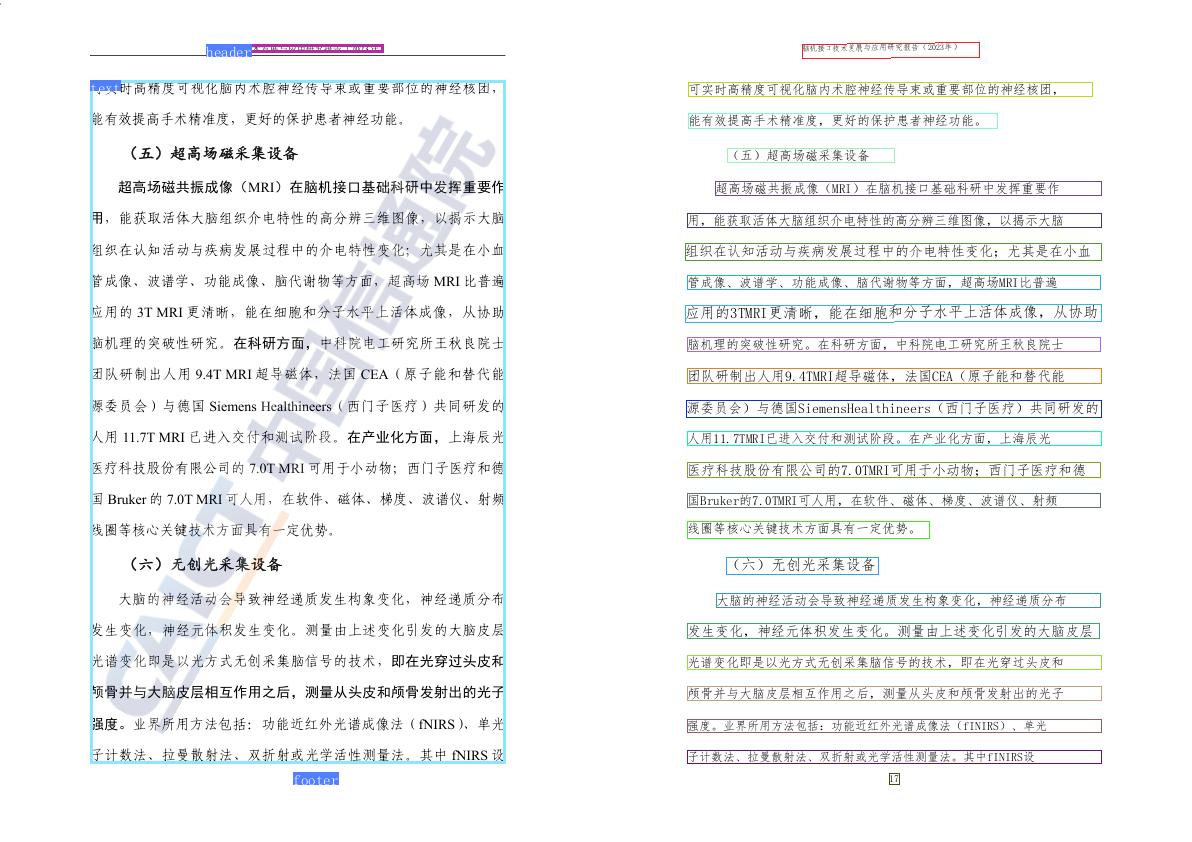 header
text
可实时高精度可视化脑内术腔神经传导束或重要部位的神经核团，
能有效提高手术精准度，更好的保护患者神经功能。
（五）超高场磁采集设备
超高场磁共振成像（MRI）在脑机接口基础科研中发挥重要作
用，能获取活体大脑组织介电特性的高分辨三维图像，以揭示大脑
组织在认知活动与疾病发展过程中的介电特性变化；尤其是在小血
管成像、波谱学、功能成像、脑代谢物等方面，超高场 MRI 比普遍
应用的 3T MRI 更清晰，能在细胞和分子水平上活体成像，从协助
脑机理的突破性研究。在科研方面，中科院电工研究所王秋良院士
团队研制出人用 9.4T MRI 超导磁体，法国 CEA（原子能和替代能
源委员会）与德国 Siemens Healthineers（西门子医疗）共同研发的
人用 11.7T MRI 已进入交付和测试阶段。在产业化方面，上海辰光
医疗科技股份有限公司的 7.0T MRI 可用于小动物；西门子医疗和德
国 Bruker 的 7.0T MRI 可人用，在软件、磁体、梯度、波谱仪、射频
线圈等核心关键技术方面具有一定优势。
（六）无创光采集设备
大脑的神经活动会导致神经递质发生构象变化，神经递质分布
发生变化，神经元体积发生变化。测量由上述变化引发的大脑皮层
光谱变化即是以光方式无创采集脑信号的技术，即在光穿过头皮和
颅骨并与大脑皮层相互作用之后，测量从头皮和颅骨发射出的光子
强度。业界所用方法包括：功能近红外光谱成像法（fNIRS）、单光
子计数法、拉曼散射法、双折射或光学活性测量法。其中 fNIRS 设
footer
CAICT 中国信通院
脑机接口技术发展与应用研究报告（2023年）
可实时高精度可视化脑内术腔神经传导束或重要部位的神经核团，
能有效提高手术精准度，更好的保护患者神经功能。
（五）超高场磁采集设备
超高场磁共振成像（MRI）在脑机接口基础科研中发挥重要作
用，能获取活体大脑组织介电特性的高分辨三维图像，以揭示大脑
组织在认知活动与疾病发展过程中的介电特性变化；尤其是在小血
管成像、波谱学、功能成像、脑代谢物等方面，超高场MRI比普遍
应用的3TMRI更清晰，能在细胞和分子水平上活体成像，从协助
脑机理的突破性研究。在科研方面，中科院电工研究所王秋良院士
团队研制出人用9.4TMRI超导磁体，法国CEA（原子能和替代能
源委员会）与德国SiemensHealthineers（西门子医疗）共同研发的
人用11.7TMRI已进入交付和测试阶段。在产业化方面，上海辰光
医疗科技股份有限公司的7.0TMRI可用于小动物；西门子医疗和德
国Bruker的7.0TMRI可人用，在软件、磁体、梯度、波谱仪、射频
线圈等核心关键技术方面具有一定优势。
（六）无创光采集设备
大脑的神经活动会导致神经递质发生构象变化，神经递质分布
发生变化，神经元体积发生变化。测量由上述变化引发的大脑皮层
光谱变化即是以光方式无创采集脑信号的技术，即在光穿过头皮和
颅骨并与大脑皮层相互作用之后，测量从头皮和颅骨发射出的光子
强度。业界所用方法包括：功能近红外光谱成像法（fINIRS）、单光
子计数法、拉曼散射法、双折射或光学活性测量法。其中fINIRS设
17